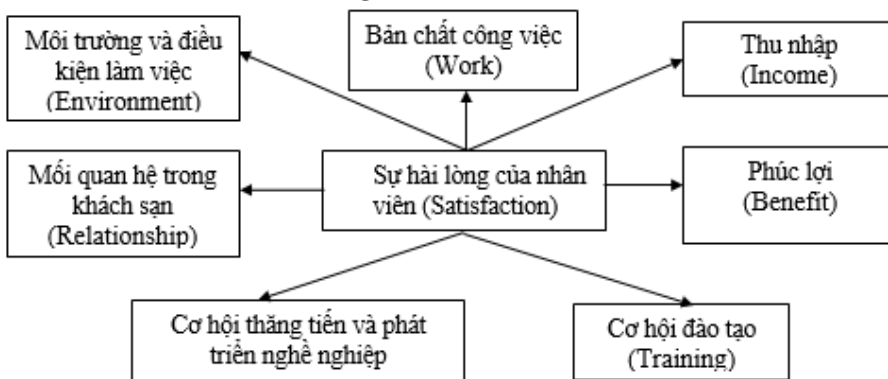 Môi trường và điều
kiện làm việc
(Environment)
Bản chất công việc
(Work)
Thu nhập
(Income)
Mối quan hệ trong
khách sạn
(Relationship)
Sự hài lòng của nhân
viên (Satisfaction)
Phúc lợi
(Benefit)
Cơ hội thăng tiến và phát
triển nghề nghiệp
Cơ hội đào tạo
(Training)